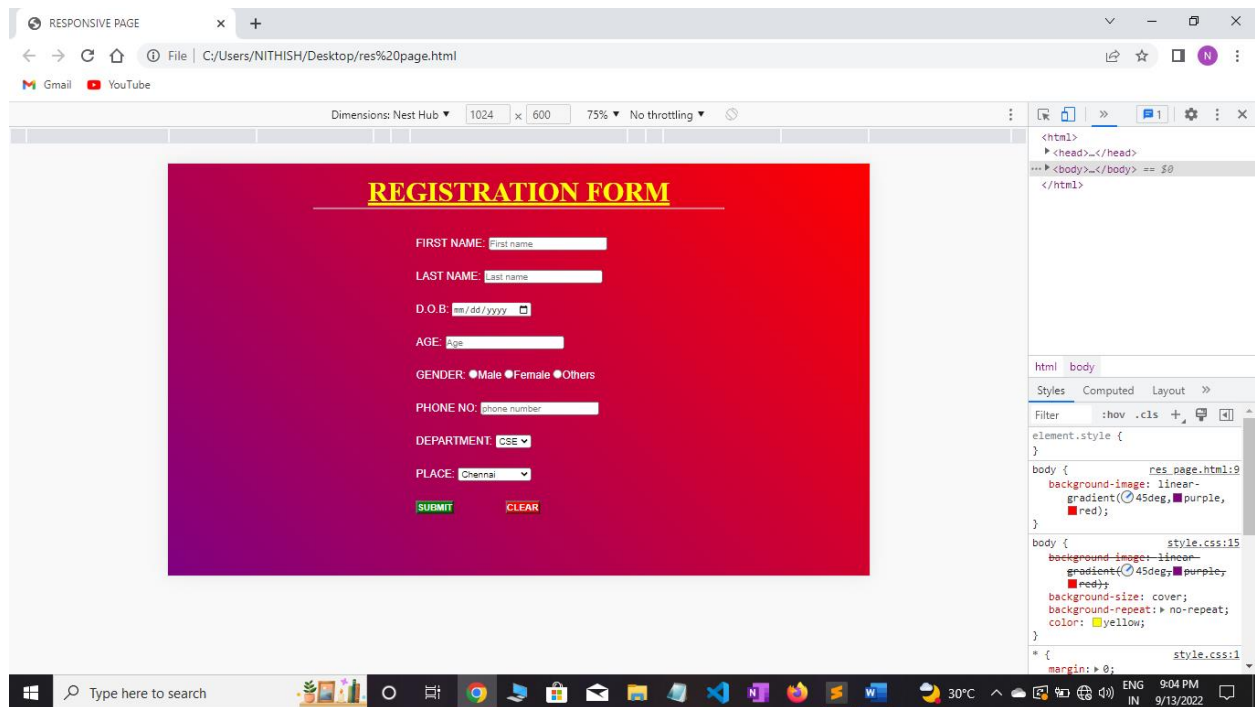 RESPONSIVE PAGE
File C:/Users/NITHISH/Desktop/res%20page.html
N
Gmail YouTube
Dimensions: Nest Hub ▼ 1024 × 600 75% ▼ No throttling ▼
1
<html>
<head>…</head>
<body>…</body> == $0
</html>
REGISTRATION FORM
FIRST NAME: First name
LAST NAME: Last name
D.O.B: mm/dd/yyyy
AGE: Age
GENDER: Male Female Others
PHONE NO: phone number
DEPARTMENT: CSE
PLACE: Chennai
SUBMIT CLEAR
html body
Styles Computed Layout
Filter :hov .cls
element.style {
}
body { res page.html:9
background-image: linear-
gradient(45deg, purple,
red);
}
body { style.css:15
background-image: linear-
gradient(45deg, purple,
red);
background-size: cover;
background-repeat: no-repeat;
color: yellow;
}
* { style.css:1
margin: 0;
Type here to search
30°C
ENG
IN
9:04 PM
9/13/2022